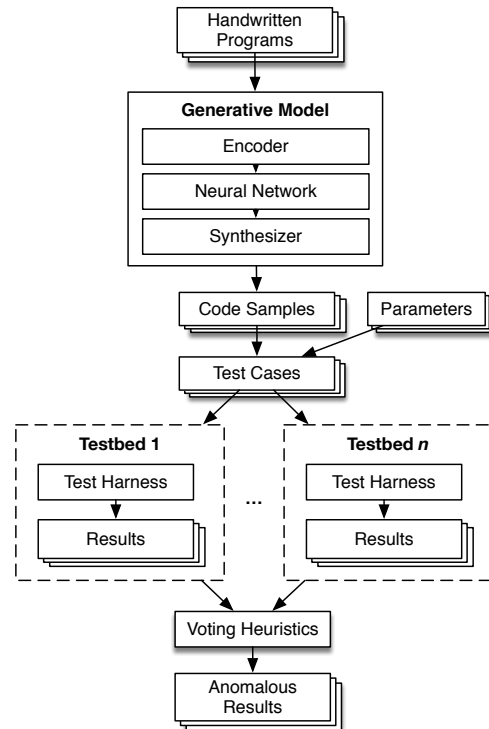 Handwritten
Programs
Generative Model
Encoder
Neural Network
Synthesizer
Code Samples
Parameters
Test Cases
Testbed 1
Test Harness
Results
...
Testbed n
Test Harness
Results
Voting Heuristics
Anomalous
Results